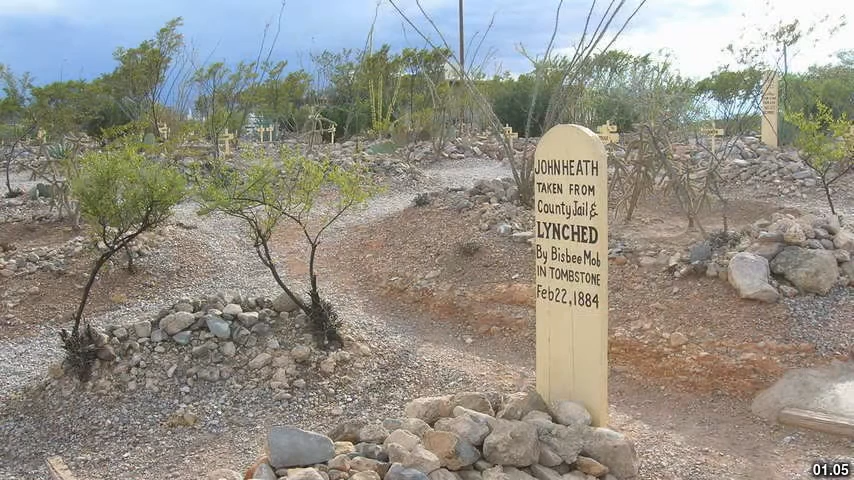 JOHN HEATH
TAKEN FROM
County Jail &
LYNCHED
By Bisbee Mob
IN TOMBSTONE
Feb 22, 1884
01.05